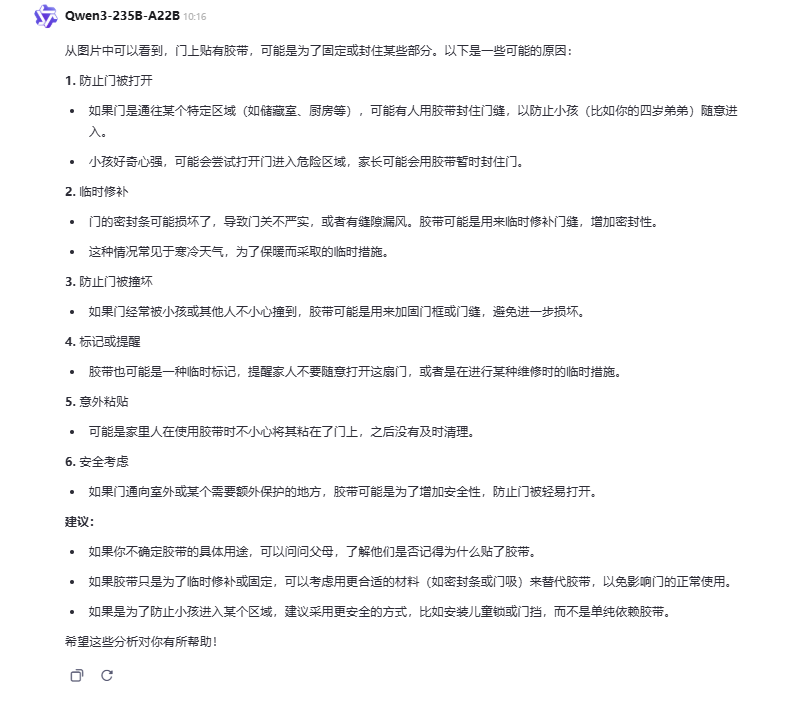 Qwen3-235B-A22B 10:16
从图片中可以看到，门上贴有胶带，可能是为了固定或封住某些部分。以下是一些可能的原因：
1. 防止门被打开
• 如果门是通往某个特定区域（如储藏室、厨房等），可能有人用胶带封住门缝，以防止小孩（比如你的四岁弟弟）随意进
入。
• 小孩好奇心强，可能会尝试打开门进入危险区域，家长可能会用胶带暂时封住门。
2. 临时修补
• 门的密封条可能损坏了，导致门关不严实，或者有缝隙漏风。胶带可能是用来临时修补门缝，增加密封性。
• 这种情况常见于寒冷天气，为了保暖而采取的临时措施。
3. 防止门被撞坏
• 如果门经常被小孩或其他人不小心撞到，胶带可能是用来加固门框或门缝，避免进一步损坏。
4. 标记或提醒
• 胶带也可能是一种临时标记，提醒家人不要随意打开这扇门，或者是在进行某种维修时的临时措施。
5. 意外粘贴
• 可能是家里人在使用胶带时不小心将其粘在了门上，之后没有及时清理。
6. 安全考虑
• 如果门通向室外或某个需要额外保护的地方，胶带可能是为了增加安全性，防止门被轻易打开。
建议：
• 如果你不确定胶带的具体用途，可以问问父母，了解他们是否记得为什么贴了胶带。
• 如果胶带只是为了临时修补或固定，可以考虑用更合适的材料（如密封条或门吸）来替代胶带，以免影响门的正常使用。
• 如果是为了防止小孩进入某个区域，建议采用更安全的方式，比如安装儿童锁或门挡，而不是单纯依赖胶带。
希望这些分析对你有所帮助！